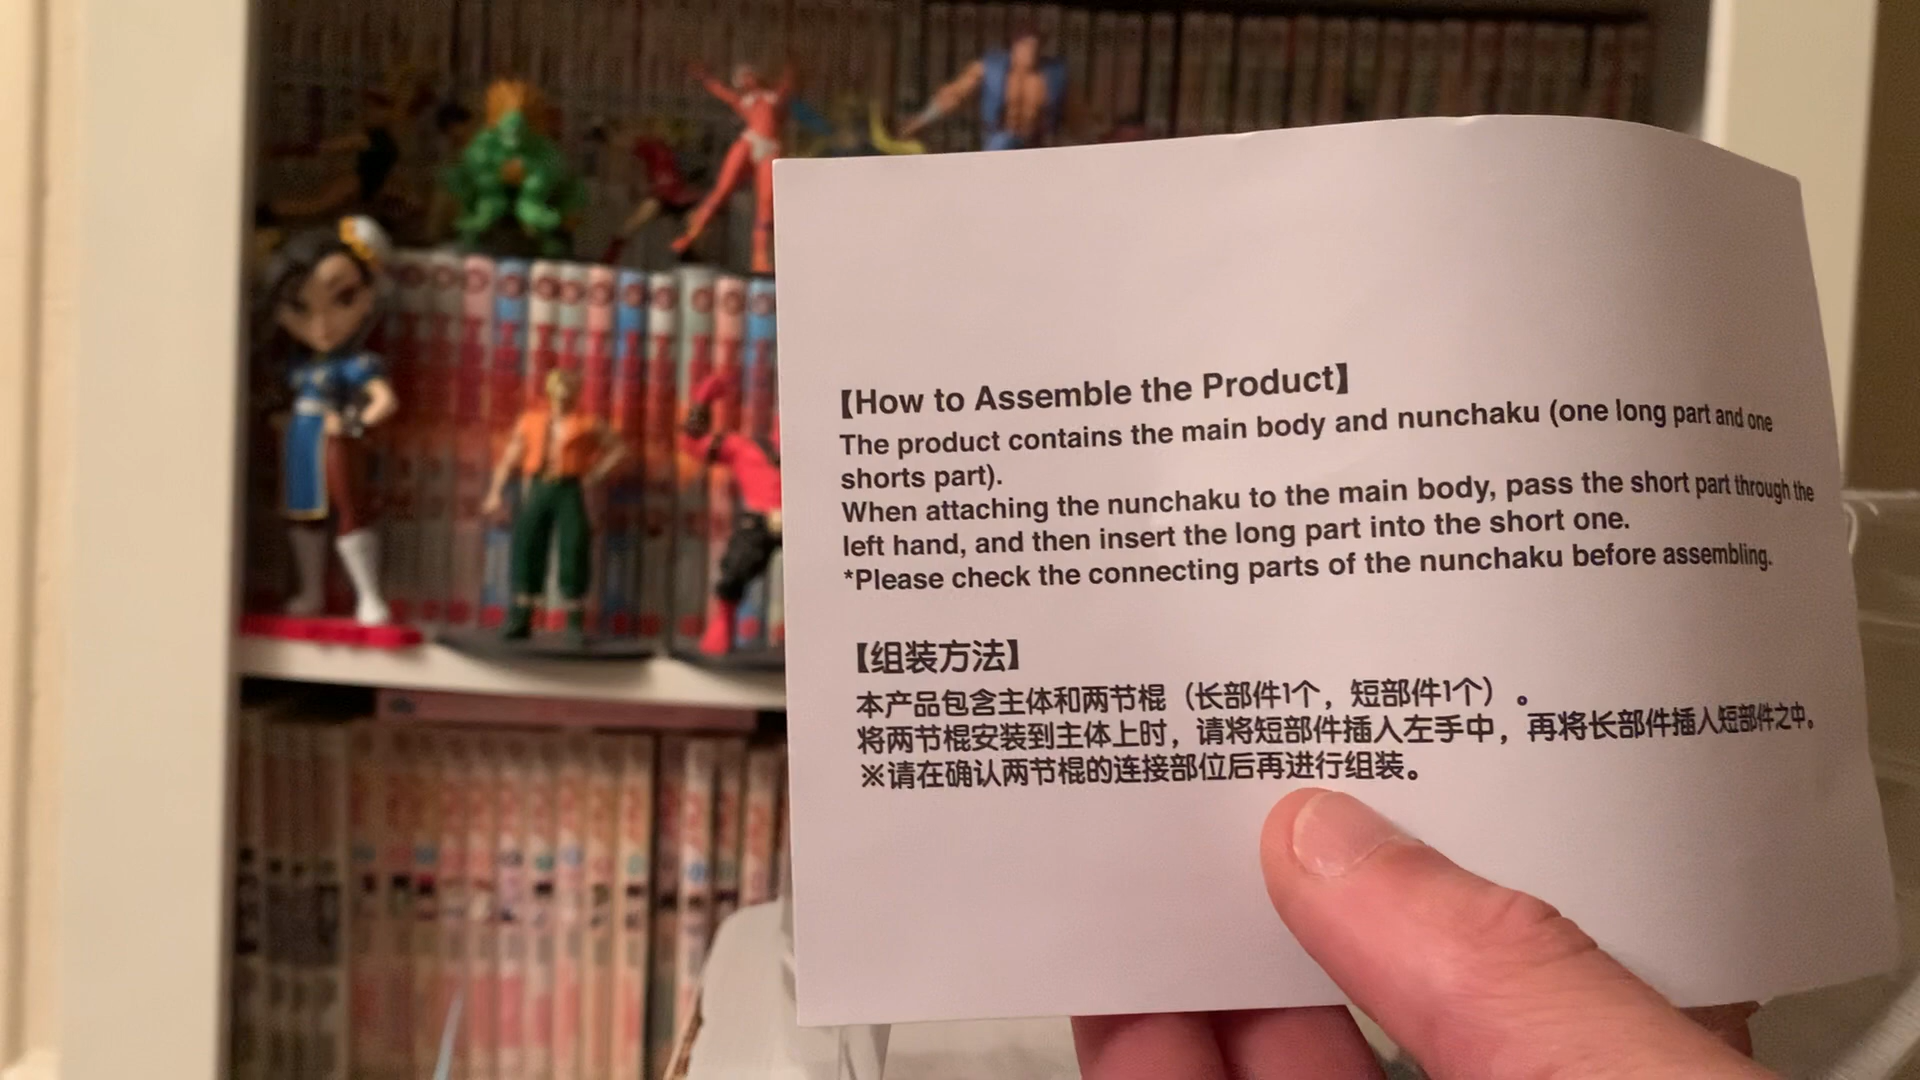 【How to Assemble the Product】
The product contains the main body and nunchaku (one long part and one
shorts part).
When attaching the nunchaku to the main body, pass the short part through the
left hand, and then insert the long part into the short one.
*Please check the connecting parts of the nunchaku before assembling.
【组装方法】
本产品包含主体和两节棍（长部件1个，短部件1个）。
将两节棍安装到主体上时，请将短部件插入左手中，再将长部件插入短部件之中。
※请在确认两节棍的连接部位后再进行组装。